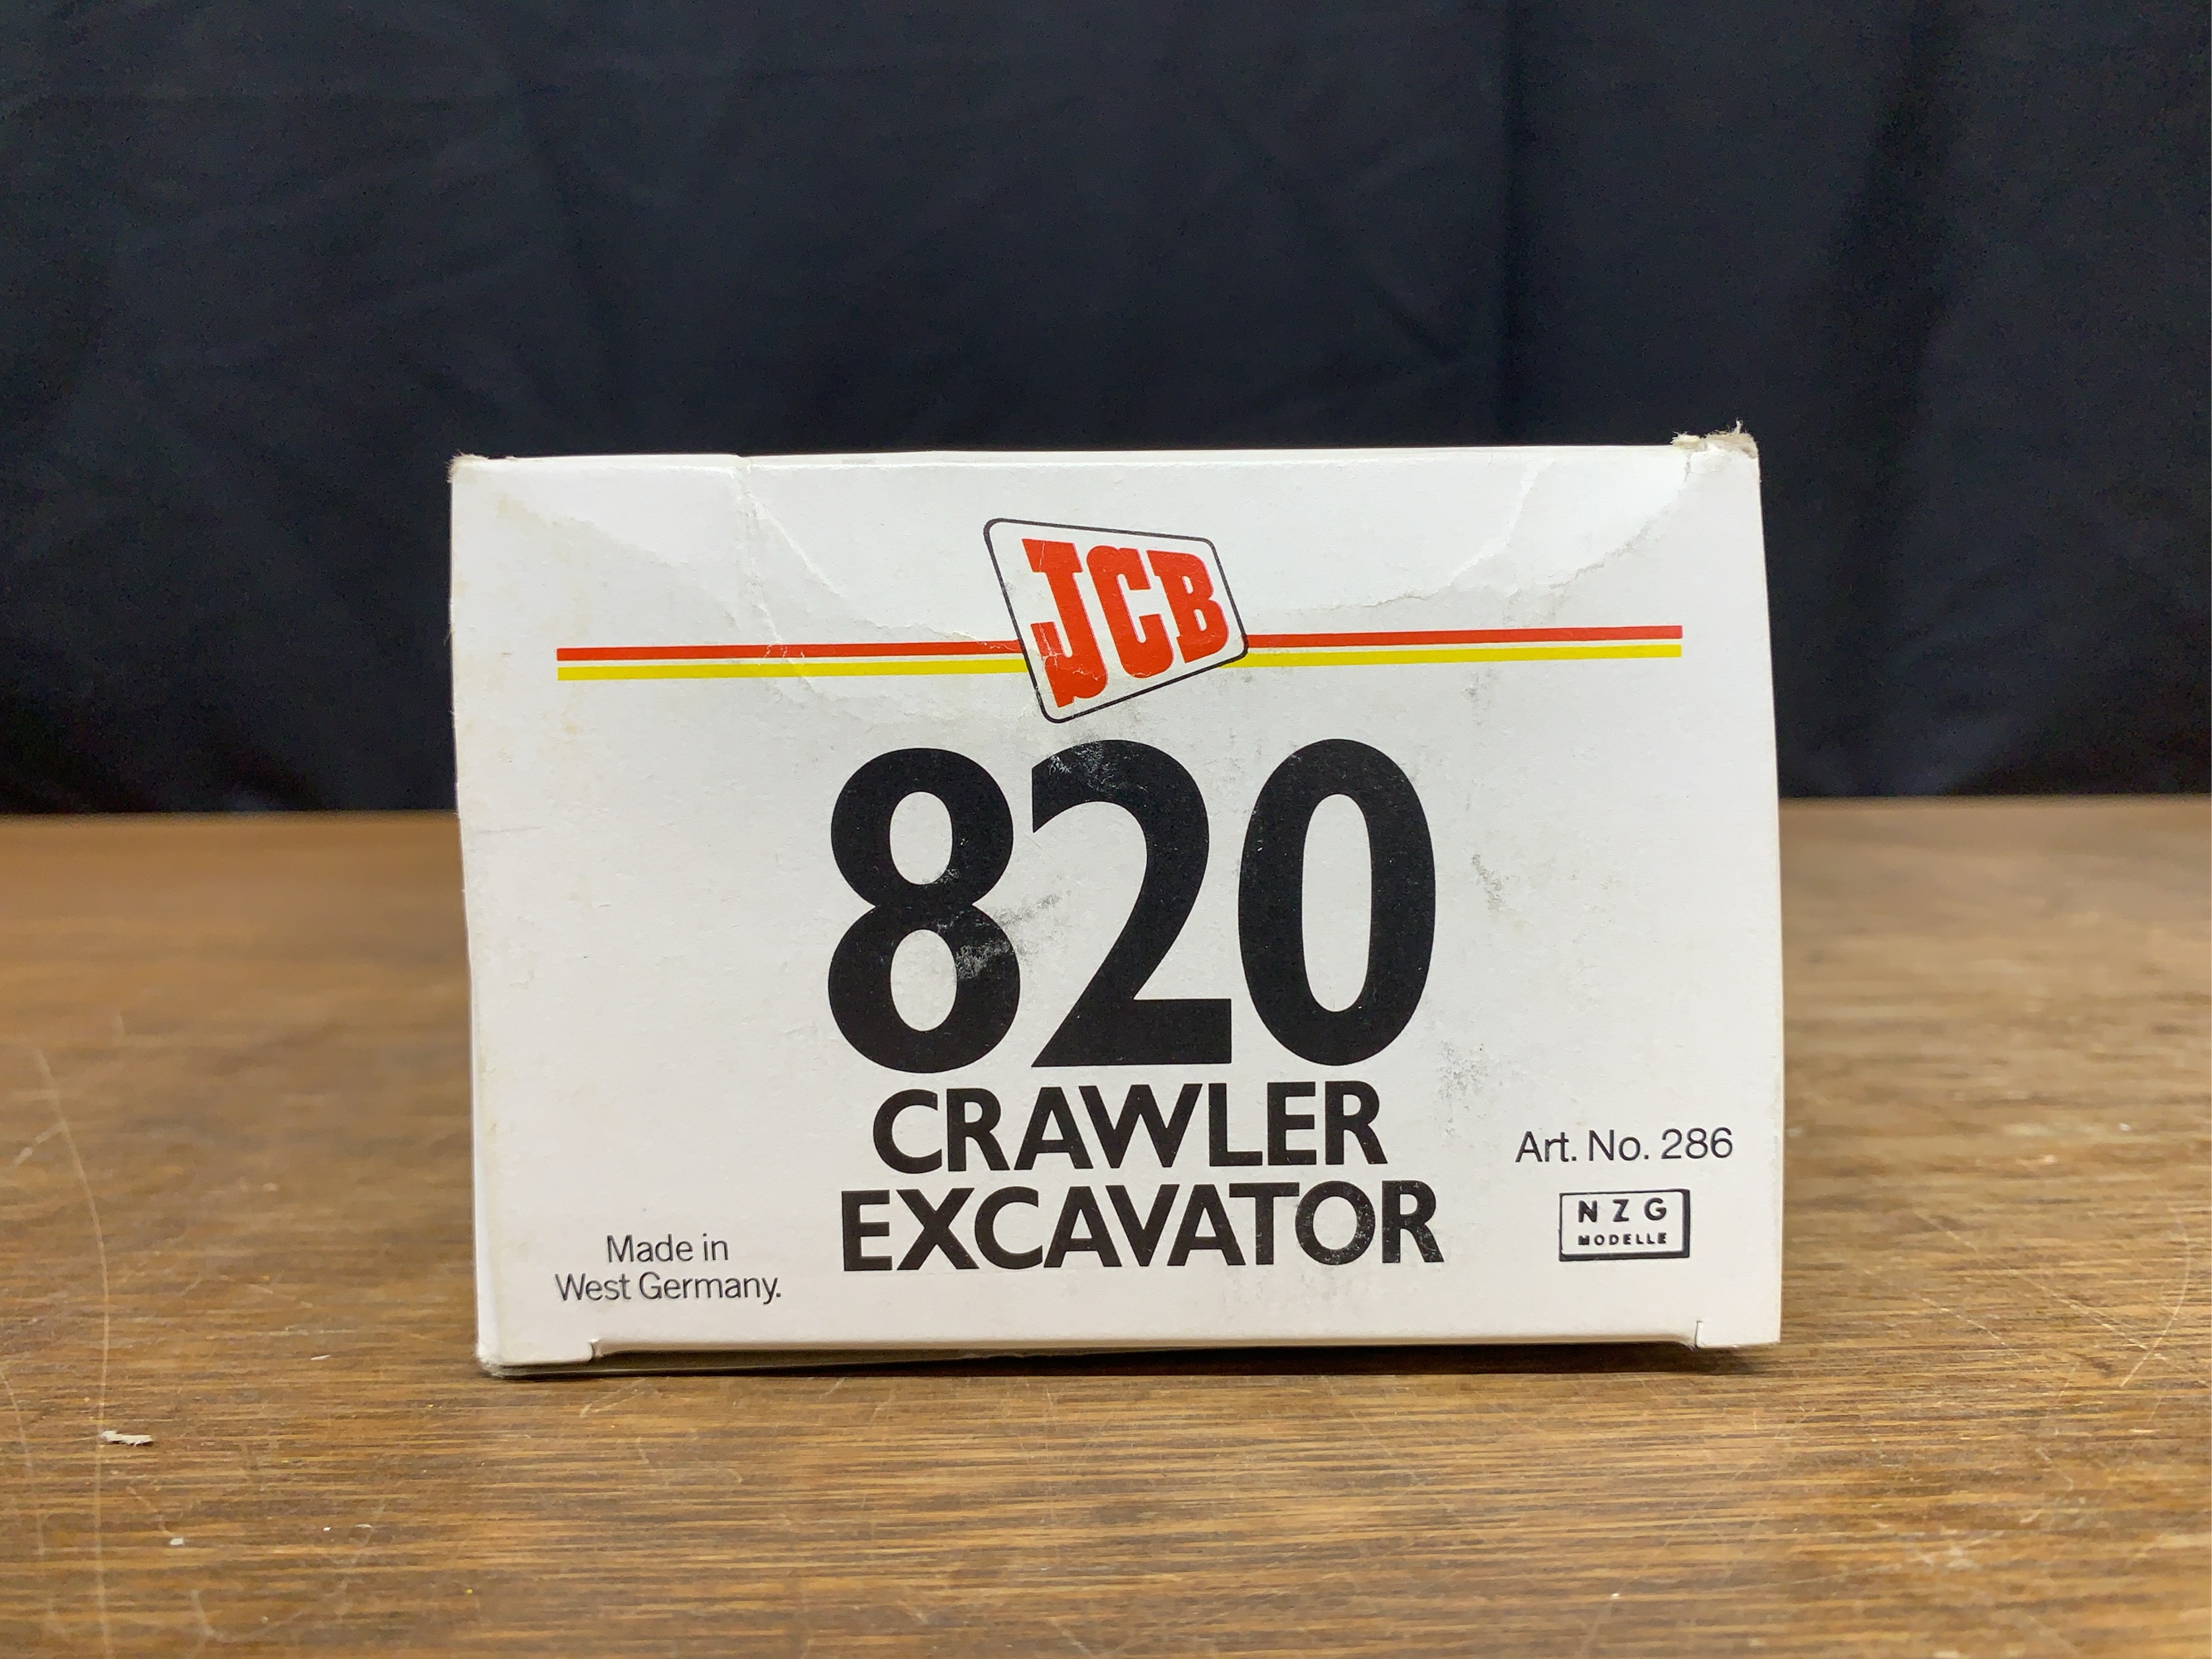 JCB
820
CRAWLER
EXCAVATOR
Art. No. 286
NZG
MODELLE
Made in
West Germany.